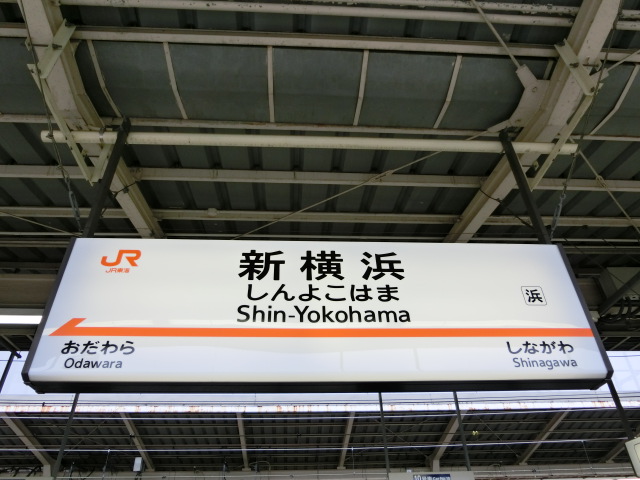 JR
JR東海
新横浜
しんよこはま
Shin-Yokohama
浜
おだわら
Odawara
しながわ
Shinagawa